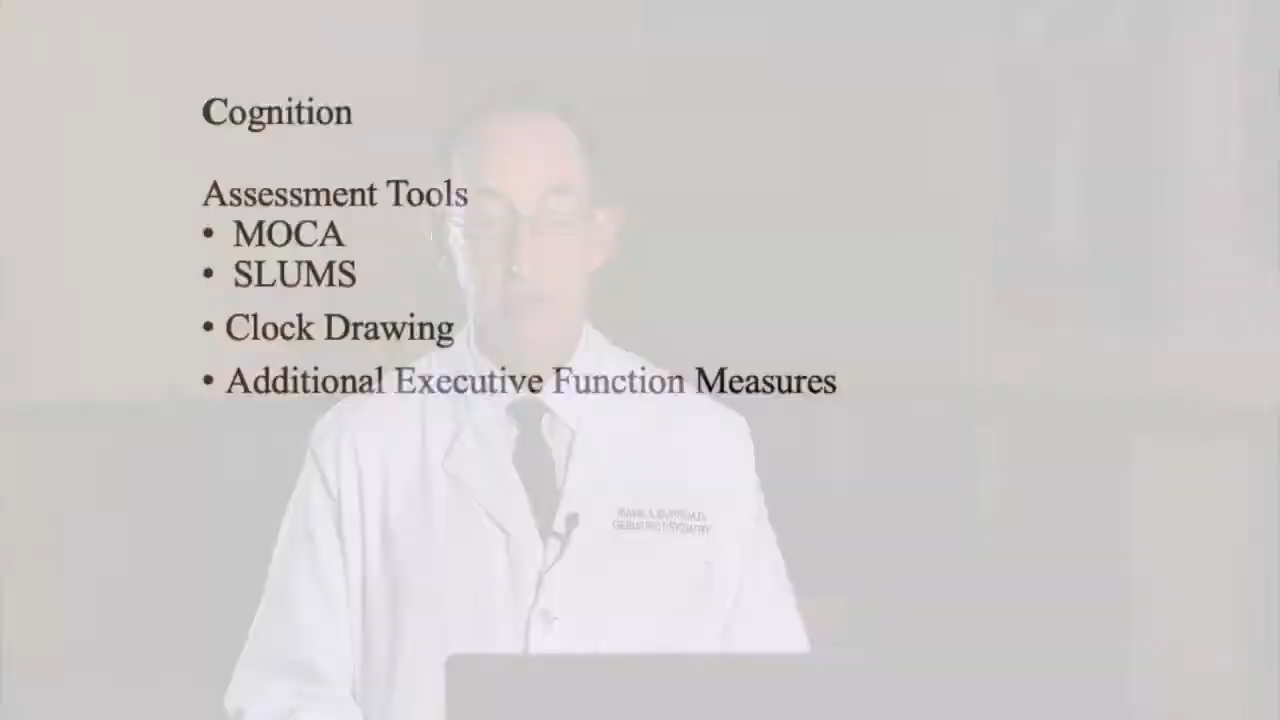 Cognition
Assessment Tools
• MOCA
• SLUMS
• Clock Drawing
• Additional Executive Function Measures